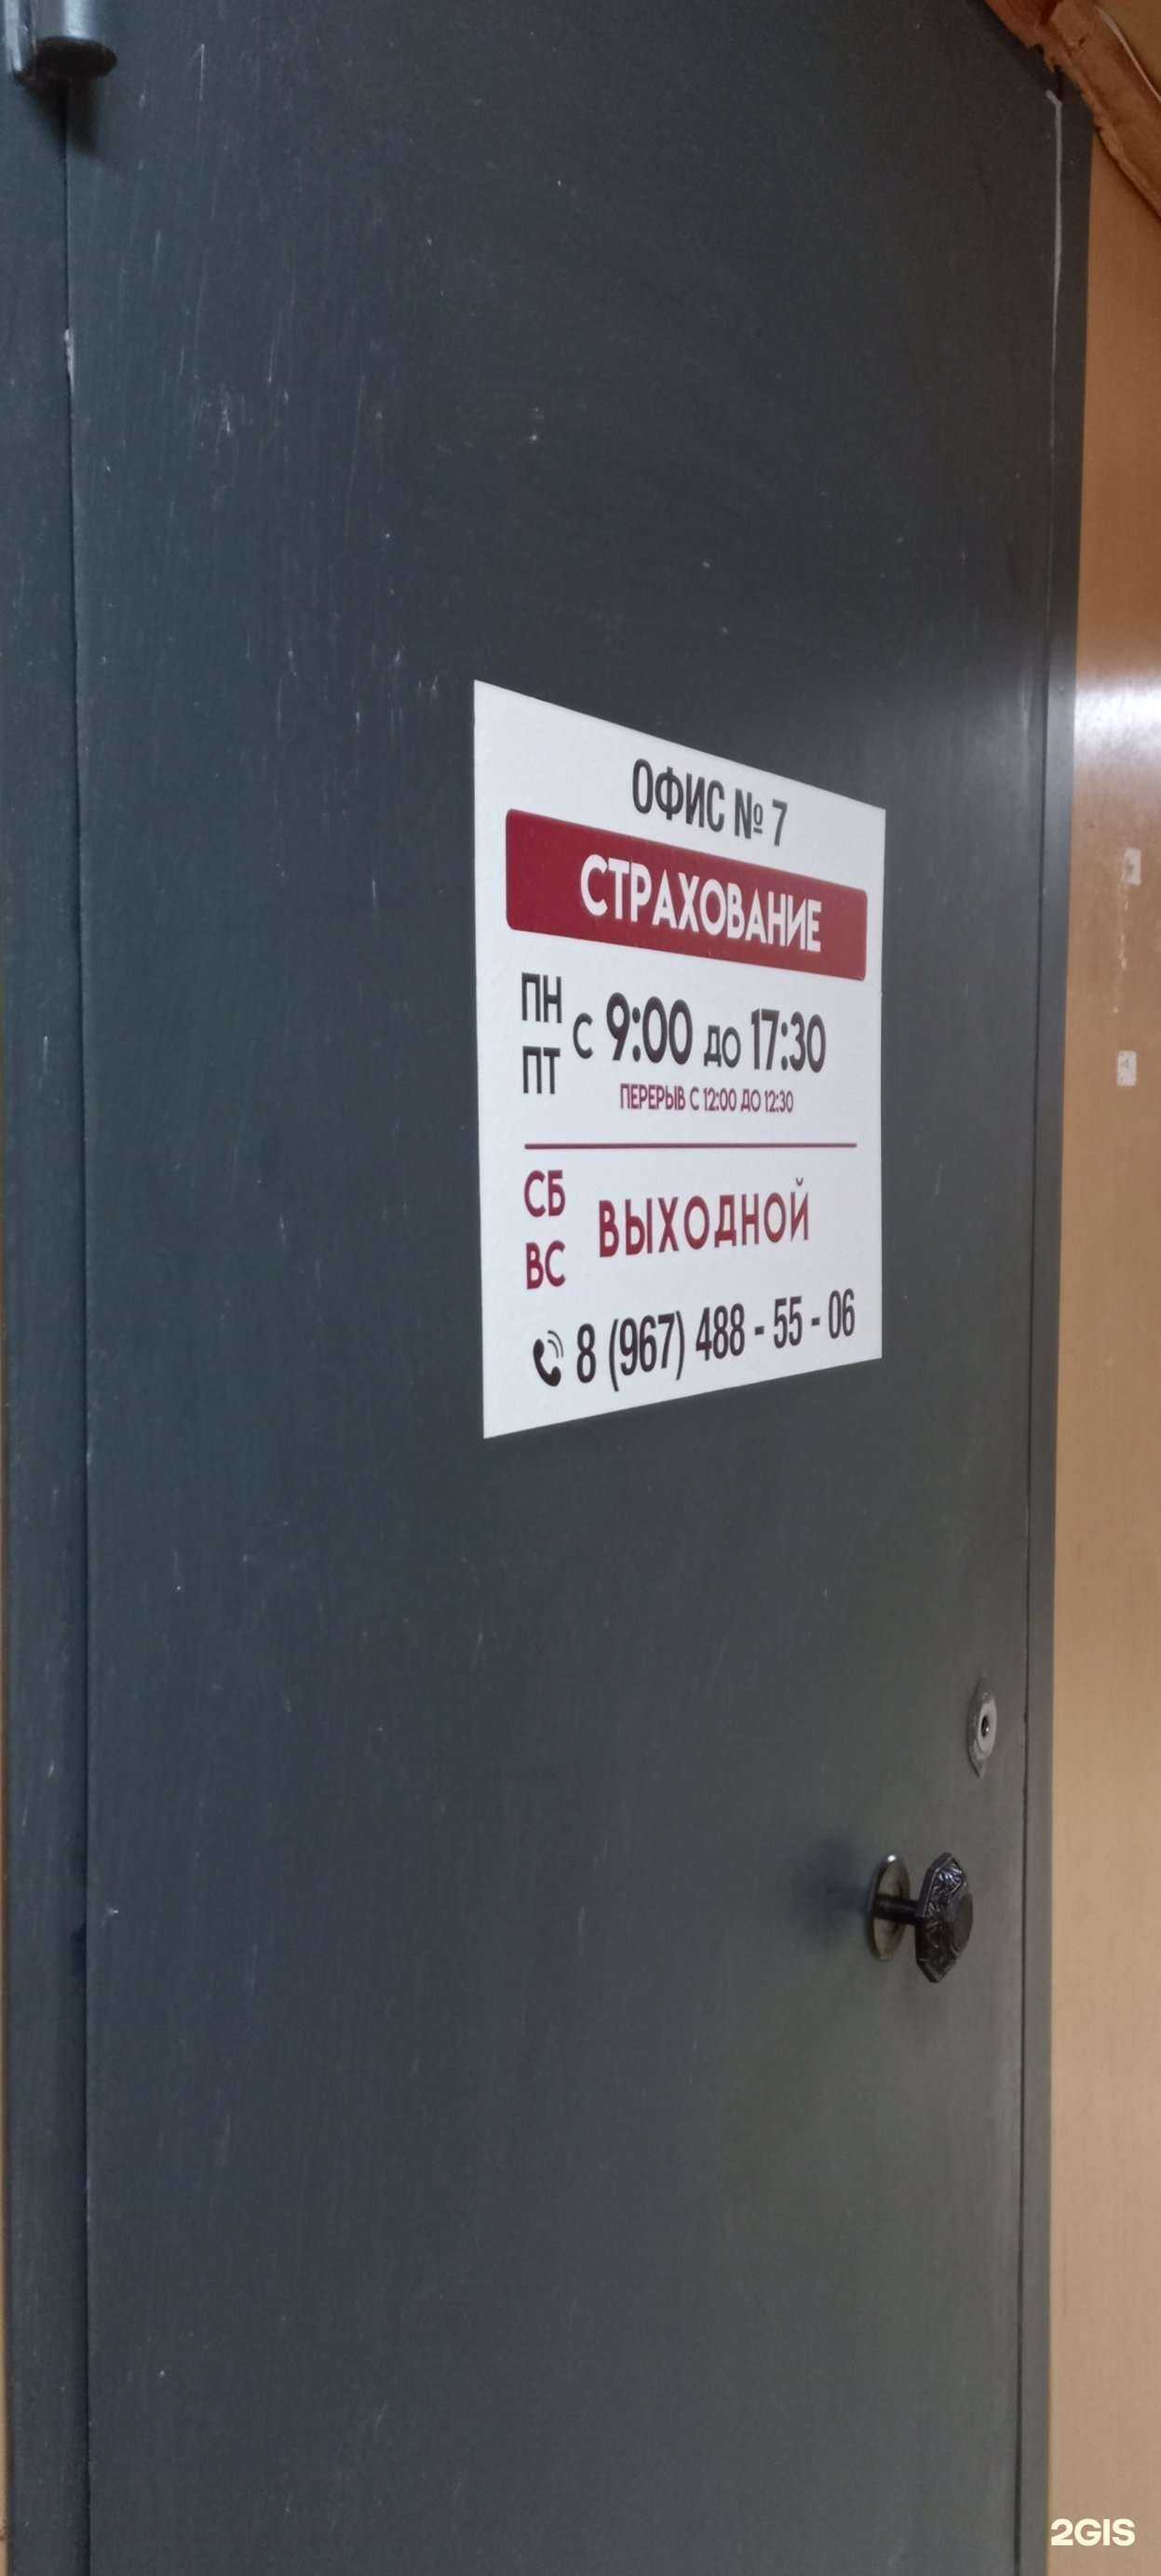 ОФИС № 7
СТРАХОВАНИЕ
ПН
ПТ
с 9:00 до 17:30
ПЕРЕРЫВ С 12:00 ДО 12:30
СБ
ВС
ВЫХОДНОЙ
8 (967) 488 - 55 - 06
2GIS